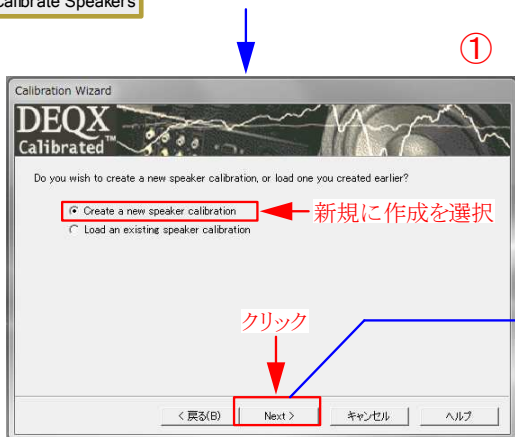 Calibrate Speakers
①
Calibration Wizard
DEQX
Calibrated™
Do you wish to create a new speaker calibration, or load one you created earlier?
Create a new speaker calibration
新規に作成を選択
Load an existing speaker calibration
クリック
< 戻る(B)
Next >
キャンセル
ヘルプ